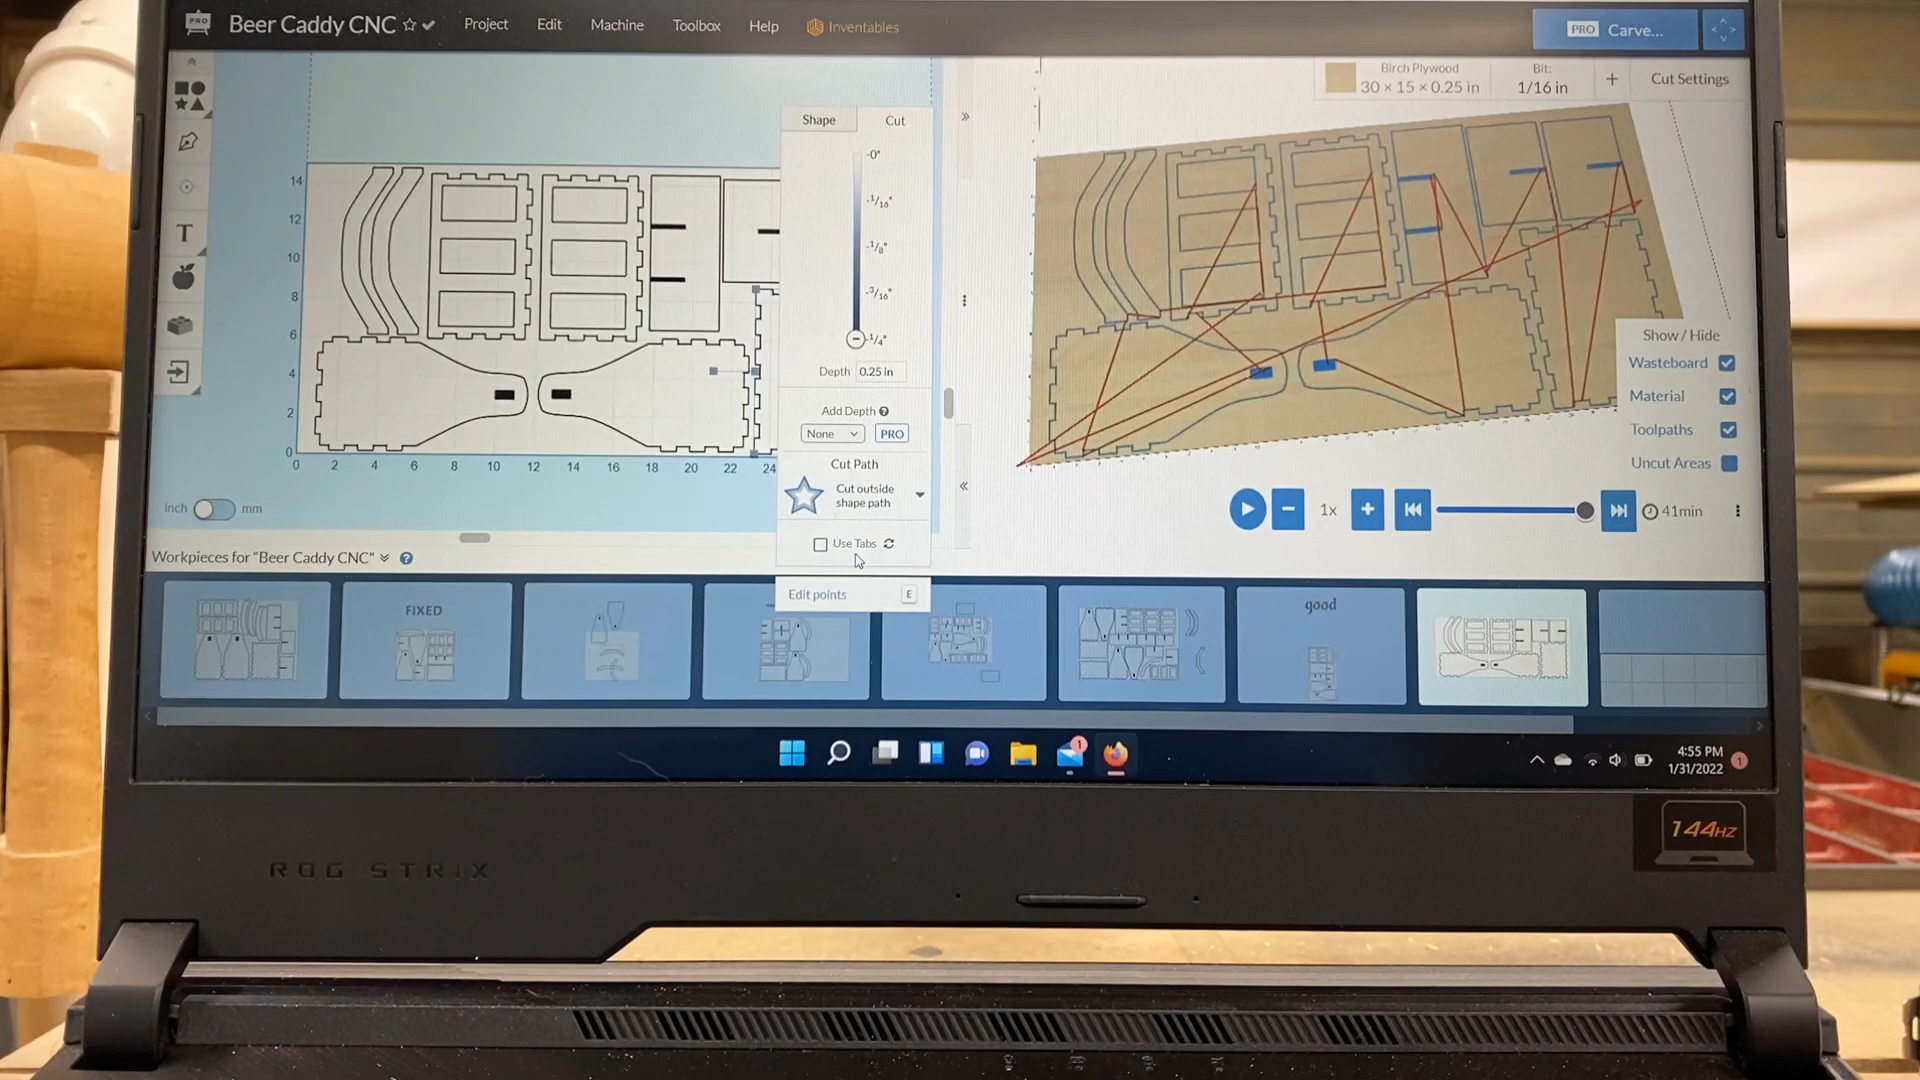 PRO
Beer Caddy CNC
Project
Edit
Machine
Toolbox
Help
Inventables
PRO Carve...
Birch Plywood
30 × 15 × 0.25 in
Bit:
1/16 in
+
Cut Settings
Shape
Cut
-0"
-1/16"
-1/8"
-3/16"
-1/4"
Depth 0.25 in
Add Depth
None
PRO
Cut Path
Cut outside
shape path
Use Tabs
Edit points E
T
14
12
10
8
6
4
2
0
0 2 4 6 8 10 12 14 16 18 20 22 24
inch
mm
Show / Hide
Wasteboard
Material
Toolpaths
Uncut Areas
1x
41min
Workpieces for "Beer Caddy CNC"
?
FIXED
good
1
4:55 PM
1/31/2022
1
144HZ
ROG STRIX